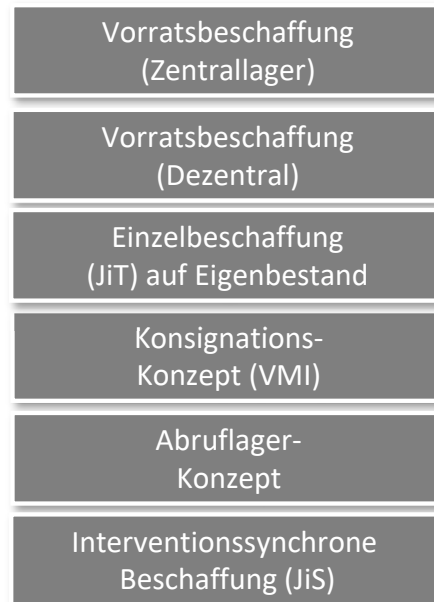 Vorratsbeschaffung
(Zentrallager)
Vorratsbeschaffung
(Dezentral)
Einzelbeschaffung
(JiT) auf Eigenbestand
Konsignations-
Konzept (VMI)
Abruflager-
Konzept
Interventionssynchrone
Beschaffung (JiS)